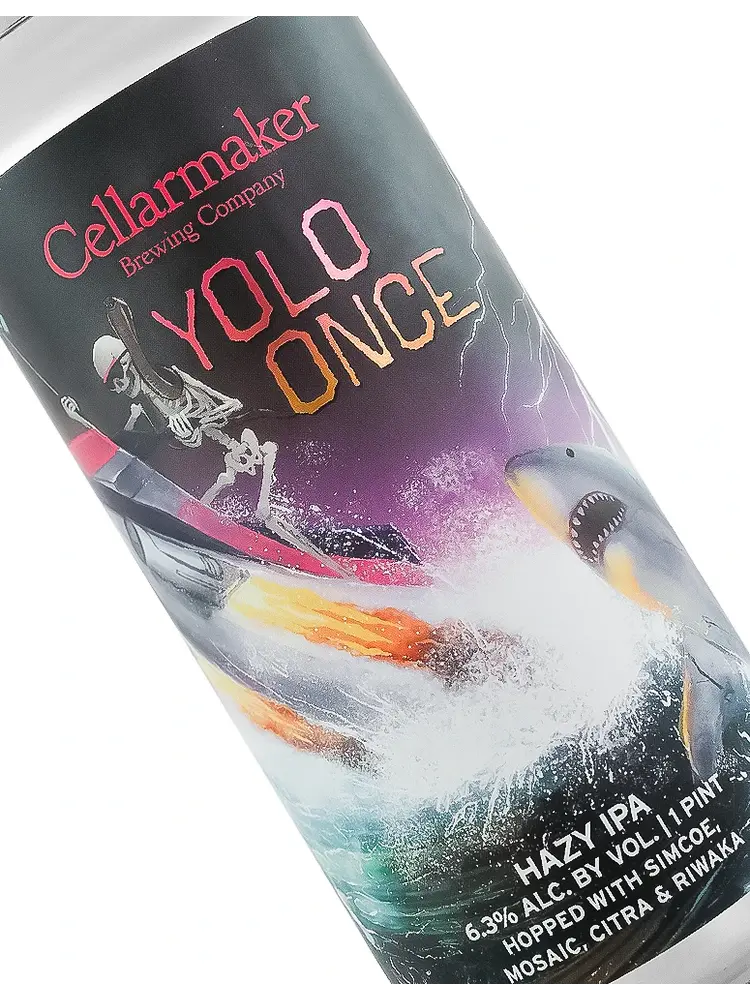 Cellarmaker
Brewing Company
YOLO
ONCE
HAZY IPA
6.3% ALC. BY VOL. | 1 PINT
HOPPED WITH SIMCOE,
MOSAIC, CITRA & RIWAKA